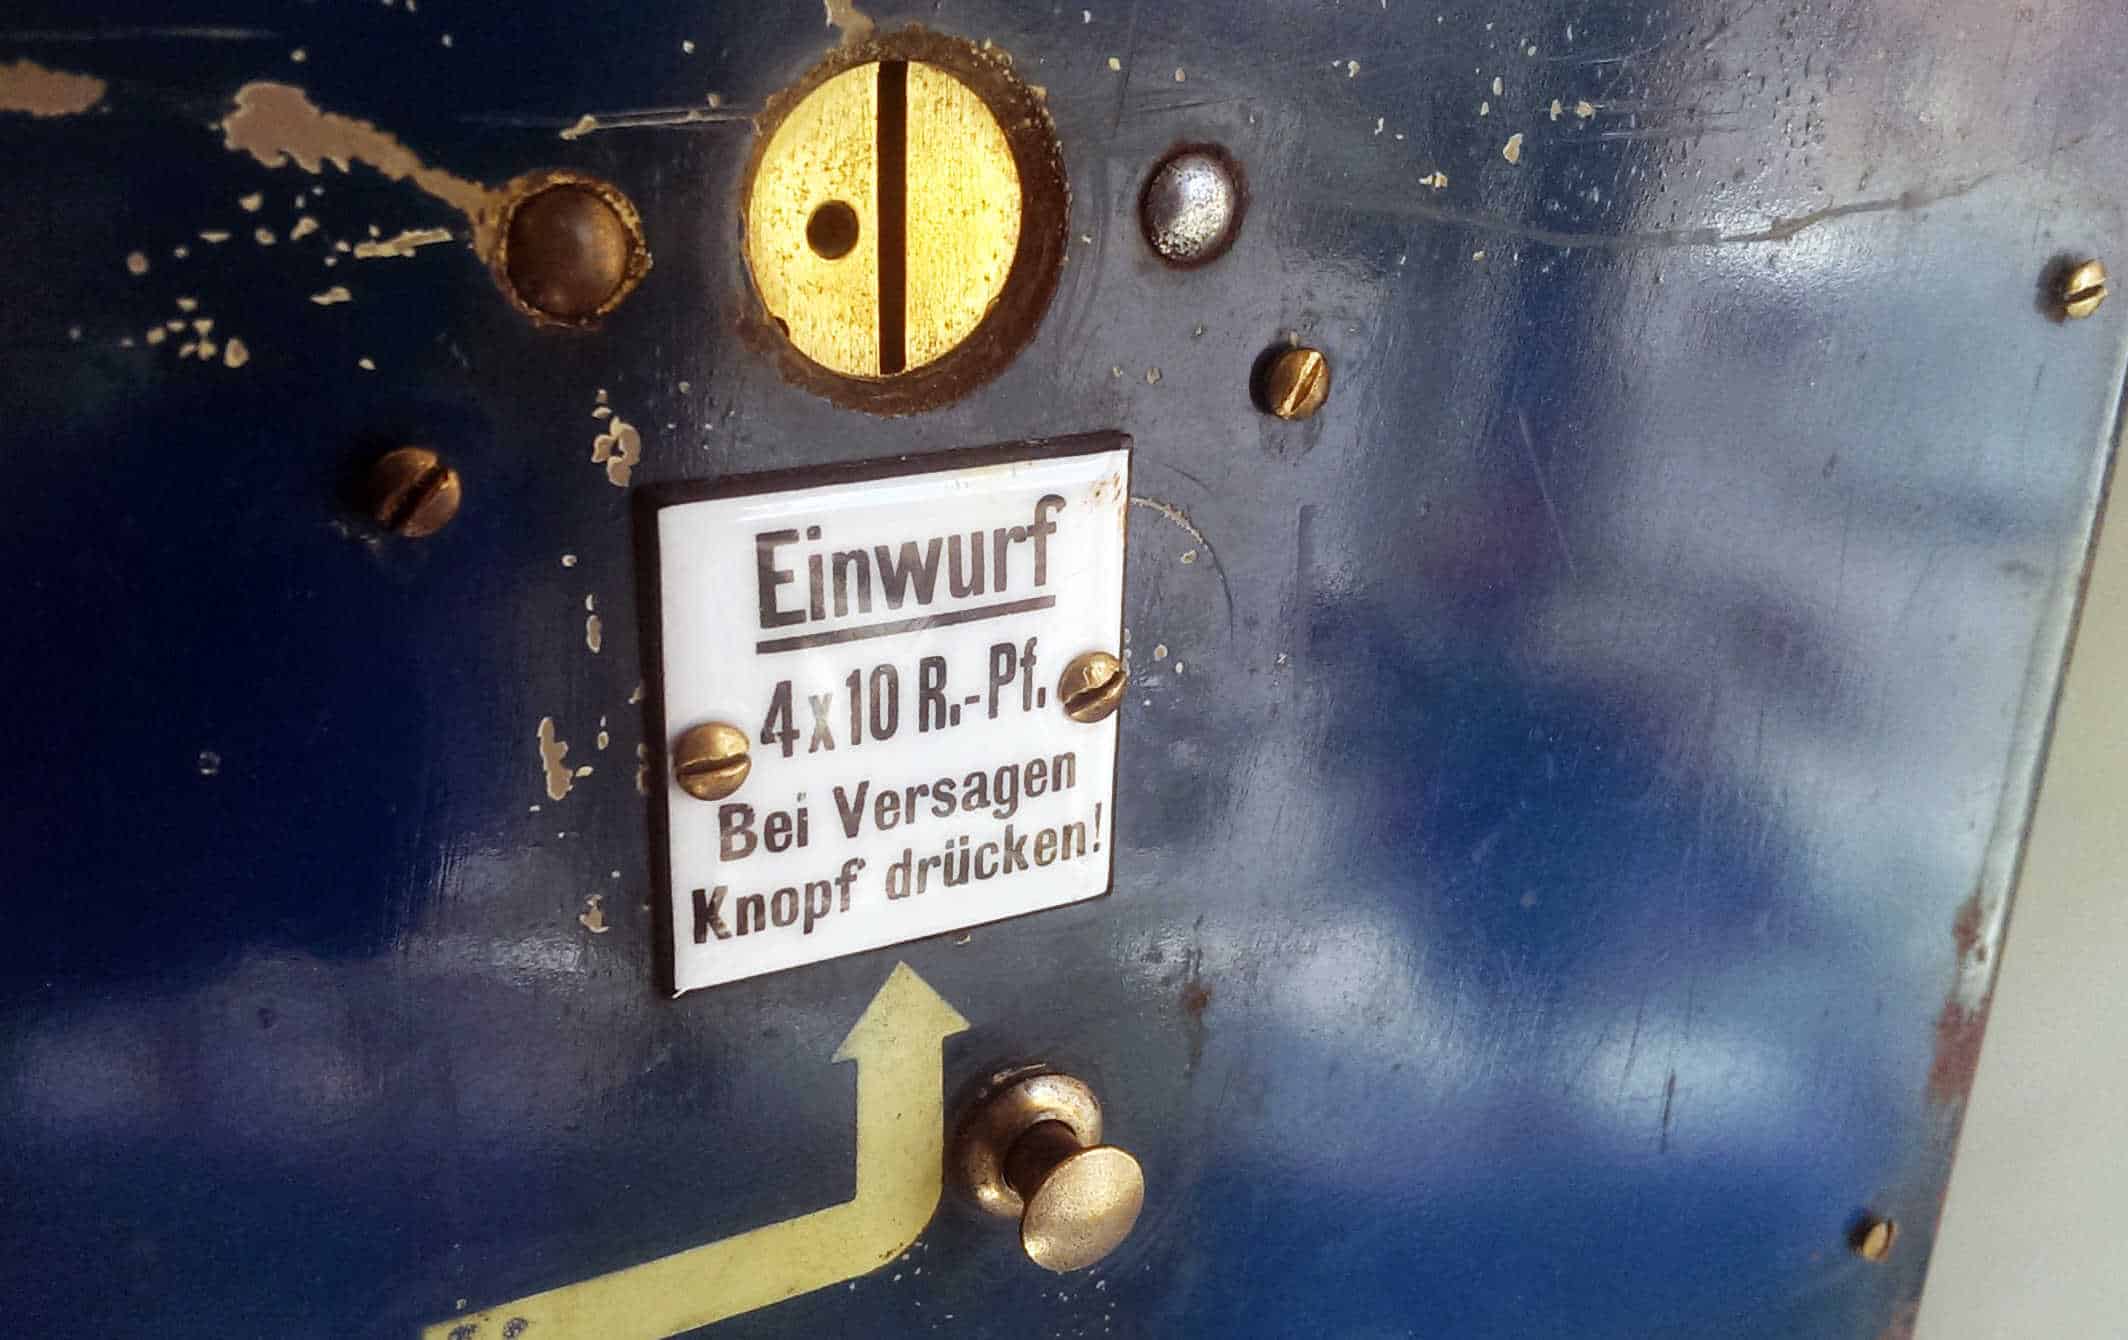 Einwurf
4x10 R.-Pf.
Bei Versagen
Knopf drücken!